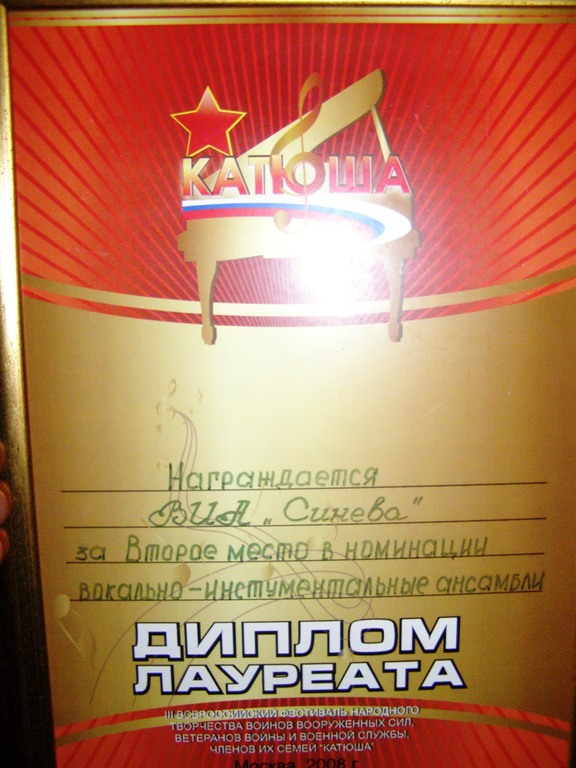 КАТЮША
Награждается
ВИА „Синева"
за Второе место в номинации
вокально-инстументальные ансамбли
ДИПЛОМ
ЛАУРЕАТА
III ВСЕРОССИЙСКИЙ ФЕСТИВАЛЬ НАРОДНОГО
ТВОРЧЕСТВА ВОИНОВ ВООРУЖЕННЫХ СИЛ,
ВЕТЕРАНОВ ВОЙНЫ И ВОЕННОЙ СЛУЖБЫ,
ЧЛЕНОВ ИХ СЕМЕЙ "КАТЮША"
Москва, 2008 г.